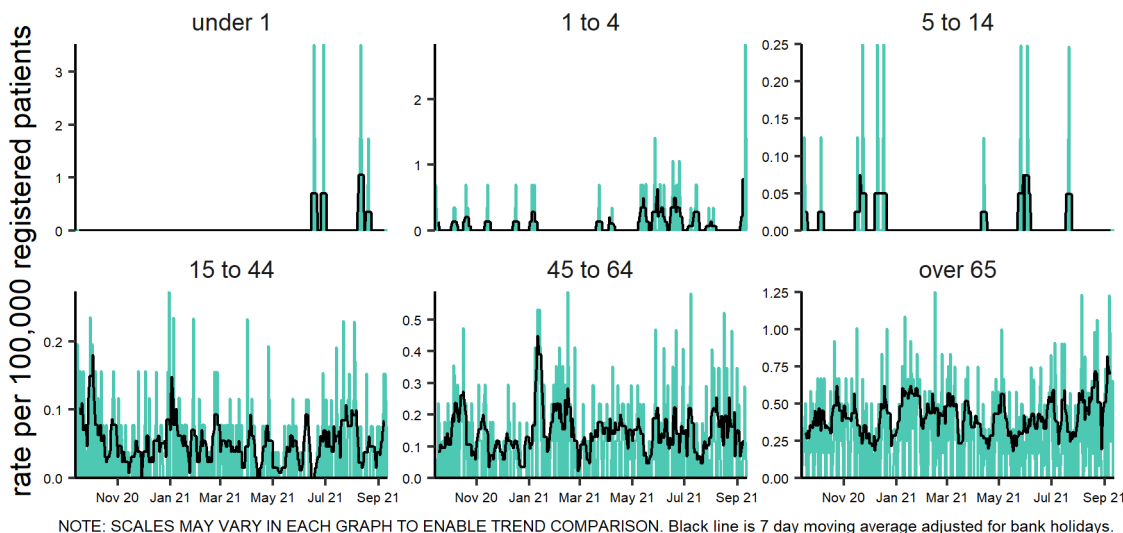 rate per 100,000 registered patients
under 1
1 to 4
5 to 14
3
2
1
0
2
1
0
0.25
0.20
0.15
0.10
0.05
0.00
15 to 44
45 to 64
over 65
0.2
0.1
0.0
0.5
0.4
0.3
0.2
0.1
0.0
1.25
1.00
0.75
0.50
0.25
0.00
Nov 20 Jan 21 Mar 21 May 21 Jul 21 Sep 21
Nov 20 Jan 21 Mar 21 May 21 Jul 21 Sep 21
Nov 20 Jan 21 Mar 21 May 21 Jul 21 Sep 21
NOTE: SCALES MAY VARY IN EACH GRAPH TO ENABLE TREND COMPARISON. Black line is 7 day moving average adjusted for bank holidays.